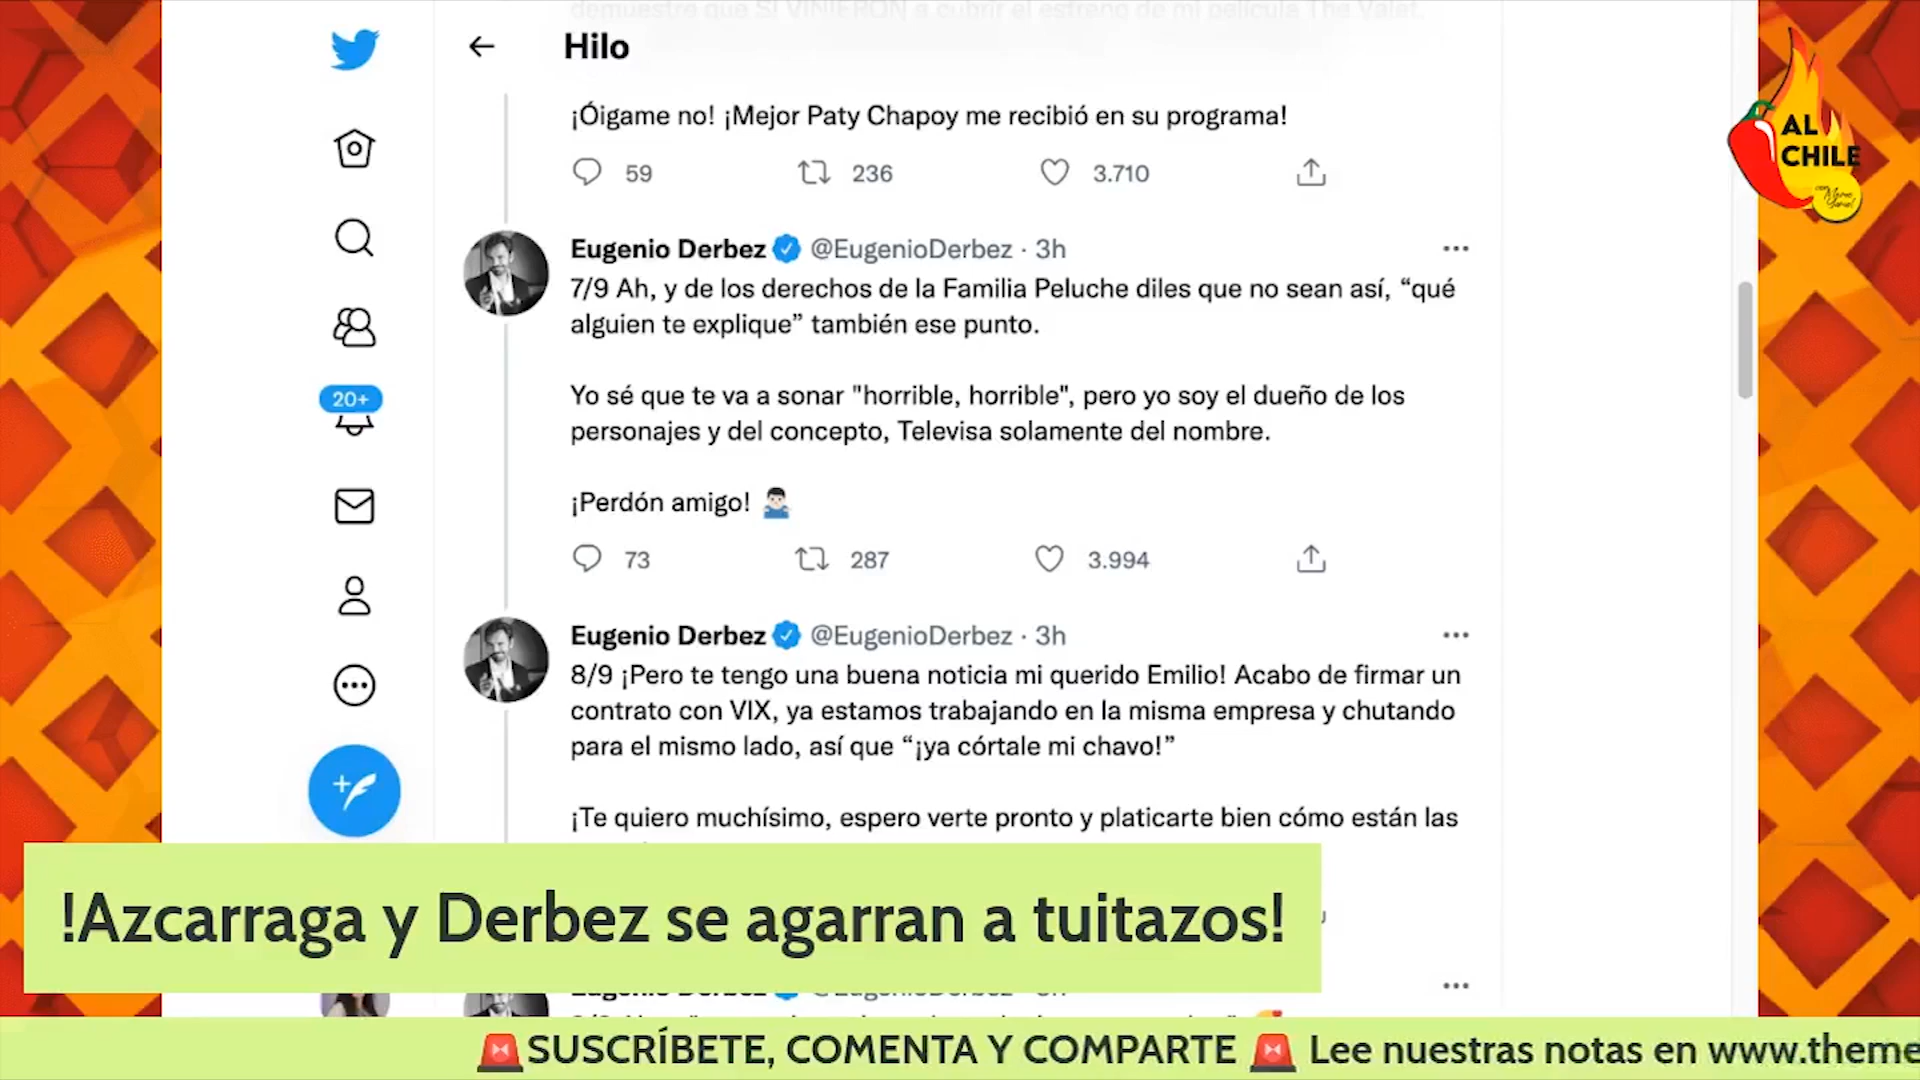 demuestre que SI VINIERON a cubrir el estreno de mi película The Valet.
Hilo
¡Óigame no! ¡Mejor Paty Chapoy me recibió en su programa!
59 236 3.710
AL
CHILE
Eugenio Derbez @EugenioDerbez · 3h
7/9 Ah, y de los derechos de la Familia Peluche diles que no sean así, “qué
alguien te explique” también ese punto.
Yo sé que te va a sonar "horrible, horrible", pero yo soy el dueño de los
personajes y del concepto, Televisa solamente del nombre.
20+
¡Perdón amigo! 🤷🏻‍♂️
73 287 3.994
Eugenio Derbez @EugenioDerbez · 3h
8/9 ¡Pero te tengo una buena noticia mi querido Emilio! Acabo de firmar un
contrato con VIX, ya estamos trabajando en la misma empresa y chutando
para el mismo lado, así que “¡ya córtale mi chavo!”
¡Te quiero muchísimo, espero verte pronto y platicarte bien cómo están las
!Azcarraga y Derbez se agarran a tuitazos!
Eugenio Derbez @EugenioDerbez · 3h
🚨SUSCRÍBETE, COMENTA Y COMPARTE 🚨 Lee nuestras notas en www.theme